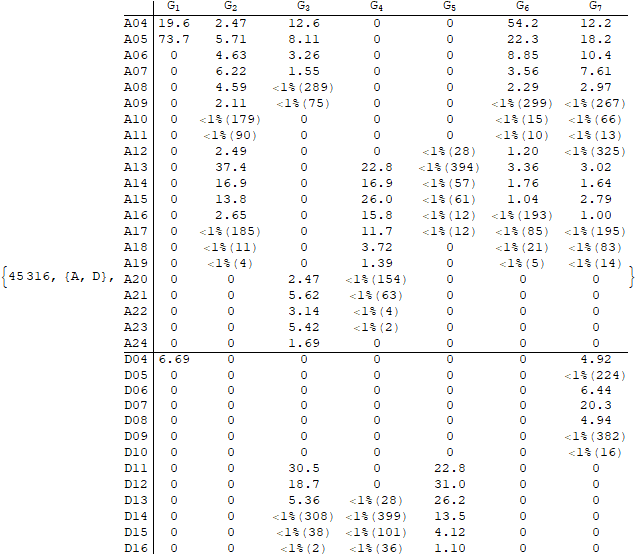 G1 G2 G3 G4 G5 G6 G7
A04 19.6 2.47 12.6 0 0 54.2 12.2
A05 73.7 5.71 8.11 0 0 22.3 18.2
A06 0 4.63 3.26 0 0 8.85 10.4
A07 0 6.22 1.55 0 0 3.56 7.61
A08 0 4.59 <1%(289) 0 0 2.29 2.97
A09 0 2.11 <1%(75) 0 0 <1%(299) <1%(267)
A10 0 <1%(179) 0 0 0 <1%(15) <1%(66)
A11 0 <1%(90) 0 0 0 <1%(10) <1%(13)
A12 0 2.49 0 0 <1%(28) 1.20 <1%(325)
A13 0 37.4 0 22.8 <1%(394) 3.36 3.02
A14 0 16.9 0 16.9 <1%(57) 1.76 1.64
A15 0 13.8 0 26.0 <1%(61) 1.04 2.79
A16 0 2.65 0 15.8 <1%(12) <1%(193) 1.00
A17 0 <1%(185) 0 11.7 <1%(12) <1%(85) <1%(195)
A18 0 <1%(11) 0 3.72 0 <1%(21) <1%(83)
A19 0 <1%(4) 0 1.39 0 <1%(5) <1%(14)
{45316, {A, D}, A20 0 0 2.47 <1%(154) 0 0 0 }
A21 0 0 5.62 <1%(63) 0 0 0
A22 0 0 3.14 <1%(4) 0 0 0
A23 0 0 5.42 <1%(2) 0 0 0
A24 0 0 1.69 0 0 0 0
D04 6.69 0 0 0 0 0 4.92
D05 0 0 0 0 0 0 <1%(224)
D06 0 0 0 0 0 0 6.44
D07 0 0 0 0 0 0 20.3
D08 0 0 0 0 0 0 4.94
D09 0 0 0 0 0 0 <1%(382)
D10 0 0 0 0 0 0 <1%(16)
D11 0 0 30.5 0 22.8 0 0
D12 0 0 18.7 0 31.0 0 0
D13 0 0 5.36 <1%(28) 26.2 0 0
D14 0 0 <1%(308) <1%(399) 13.5 0 0
D15 0 0 <1%(38) <1%(101) 4.12 0 0
D16 0 0 <1%(2) <1%(36) 1.10 0 0